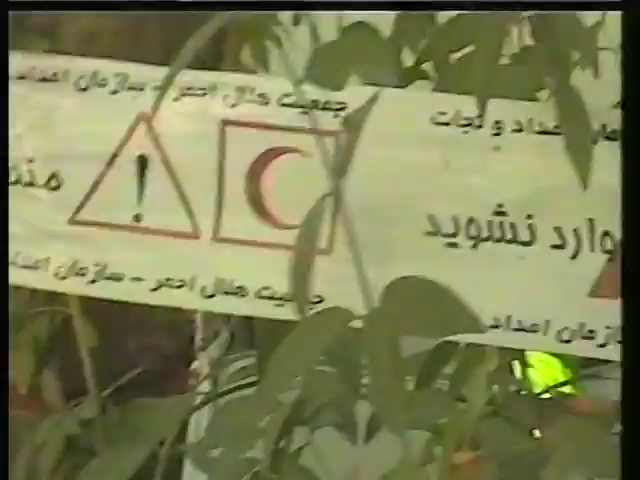 امداد و نجات
جمعیت هلال احمر - سازمان امداد
وارد نشوید
!
سازمان امداد
جمعیت هلال احمر - سازمان امداد